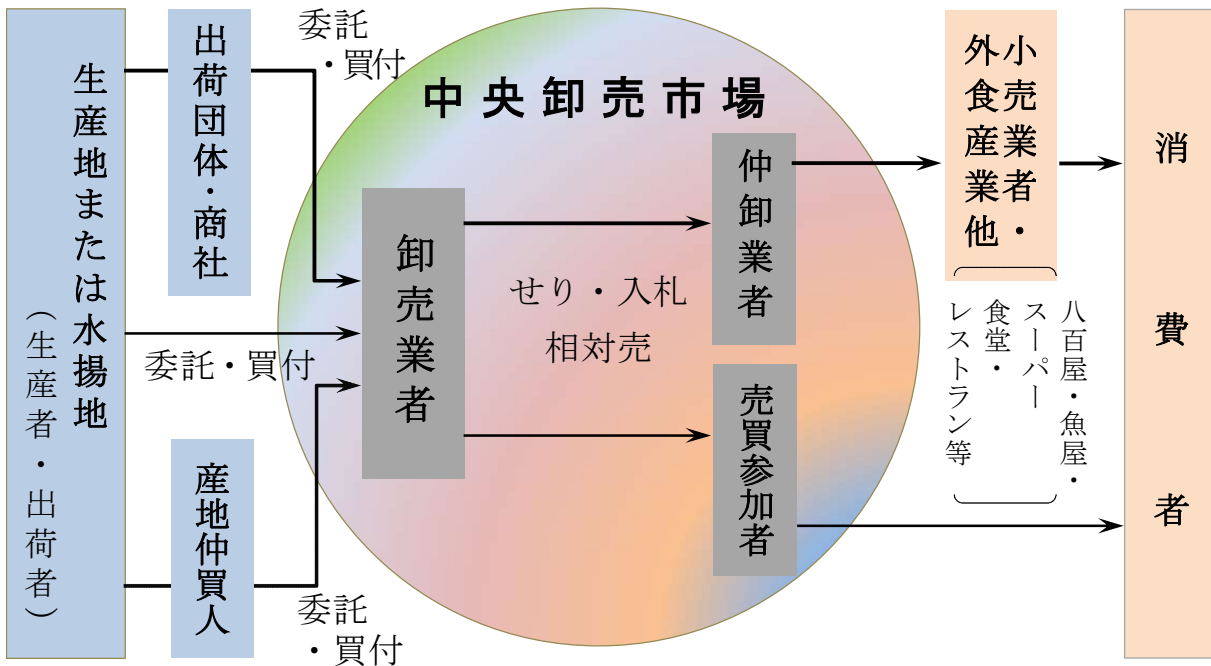 生産地または水揚地
(生産者・出荷者)
出荷団体・商社
産地仲買人
委託
・買付
委託・買付
委託
・買付
中央卸売市場
卸売業者
せり・入札
相対売
仲卸業者
売買参加者
小売業者・
外食産業他
八百屋・魚屋・
スーパー
食堂・
レストラン等
消費者